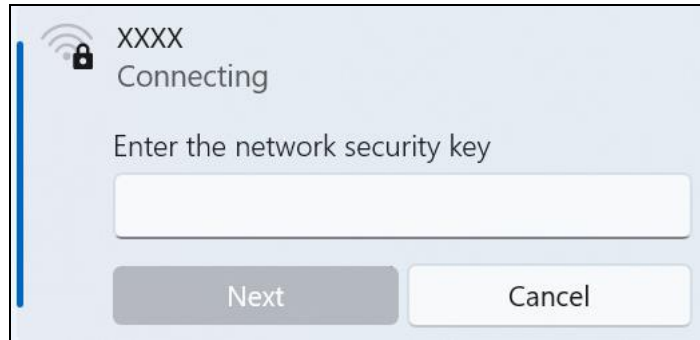 XXXX
Connecting
Enter the network security key
Next
Cancel